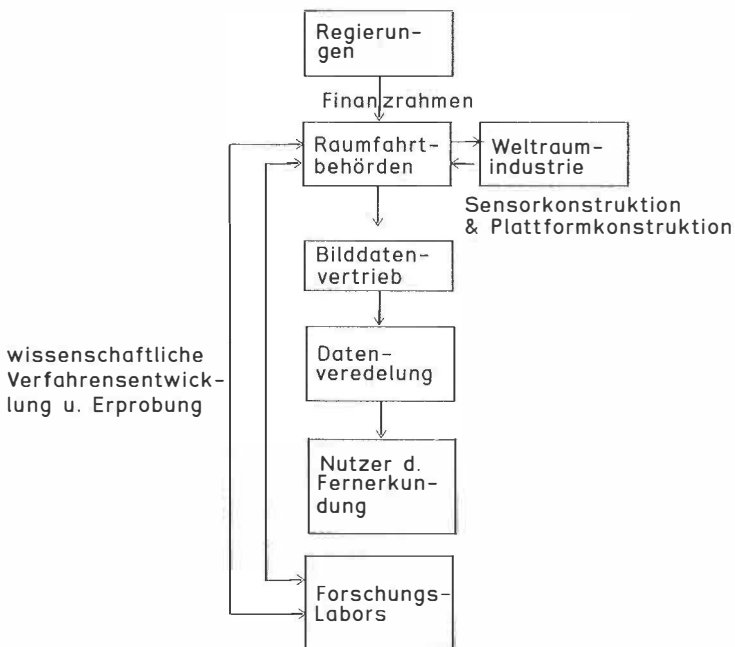 Regierun-
gen
Finanzrahmen
Raumfahrt-
behörden
Weltraum-
industrie
Sensorkonstruktion
& Plattformkonstruktion
Bilddaten-
vertrieb
Daten-
veredelung
wissenschaftliche
Verfahrensentwick-
lung u. Erprobung
Nutzer d.
Fernerkun-
dung
Forschungs-
Labors